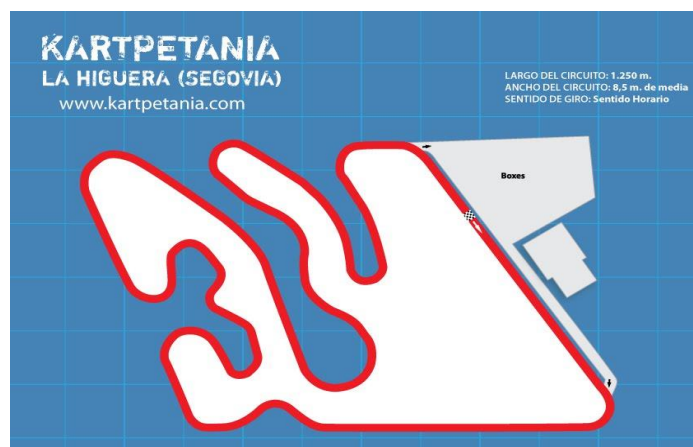 KARTPETANIA
LA HIGUERA (SEGOVIA)
www.kartpetania.com
LARGO DEL CIRCUITO: 1.250 m.
ANCHO DEL CIRCUITO: 8,5 m. de media
SENTIDO DE GIRO: Sentido Horario
Boxes